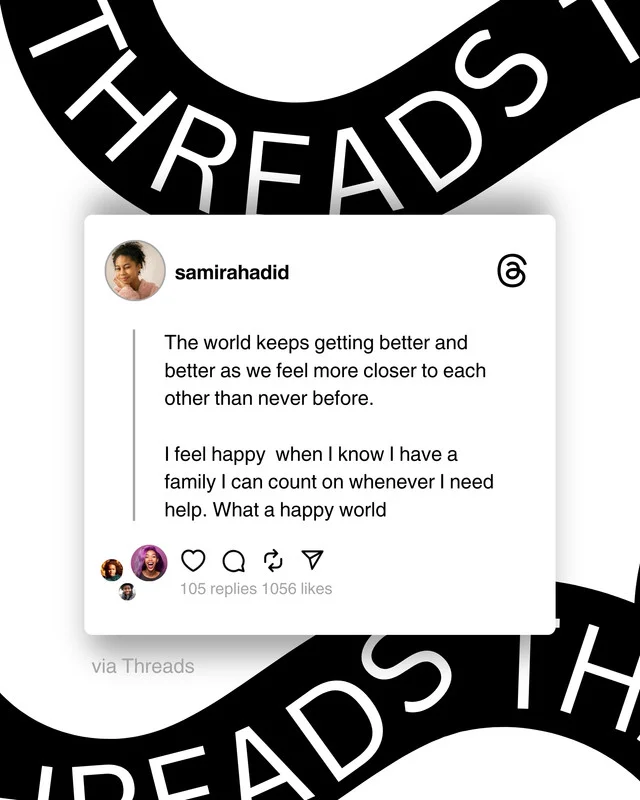 THREADS T
samirahadid
The world keeps getting better and
better as we feel more closer to each
other than never before.
I feel happy  when I know I have a
family I can count on whenever I need
help. What a happy world
105 replies 1056 likes
via Threads
READS TH